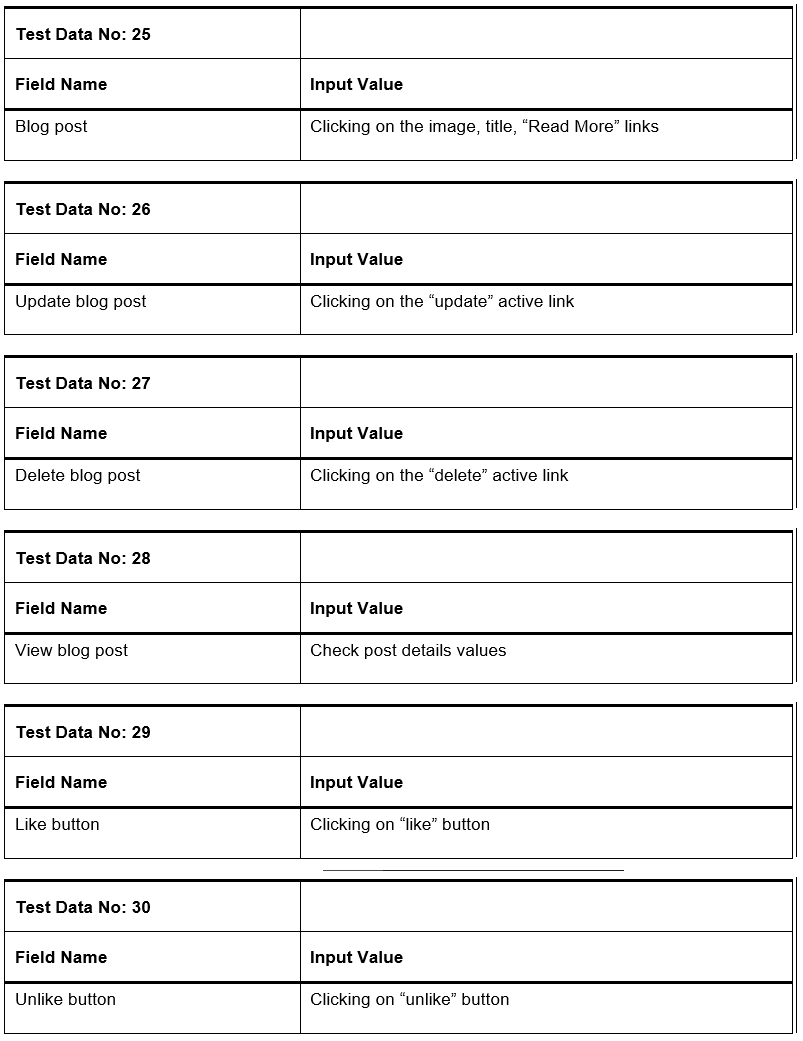 Test Data No: 25
Field Name Input Value
Blog post Clicking on the image, title, “Read More” links
Test Data No: 26
Field Name Input Value
Update blog post Clicking on the “update” active link
Test Data No: 27
Field Name Input Value
Delete blog post Clicking on the “delete” active link
Test Data No: 28
Field Name Input Value
View blog post Check post details values
Test Data No: 29
Field Name Input Value
Like button Clicking on “like” button
Test Data No: 30
Field Name Input Value
Unlike button Clicking on “unlike” button